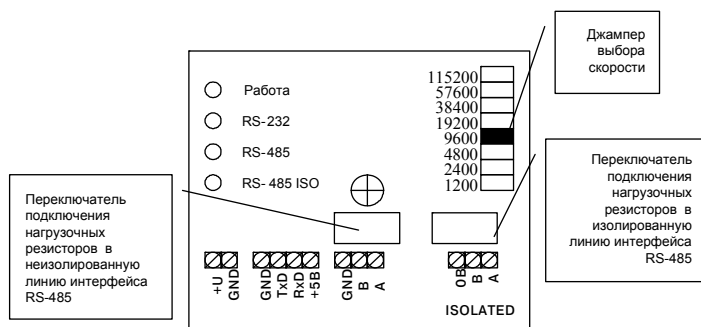 Джампер
выбора
скорости
115200
57600
38400
19200
9600
4800
2400
1200
Работа
RS-232
RS-485
RS- 485 ISO
Переключатель
подключения
нагрузочных
резисторов в
неизолированную
линию интерфейса
RS-485
Переключатель
подключения
нагрузочных
резисторов в
изолированную
линию интерфейса
RS-485
+U
GND
GND
TxD
RxD
+5В
GND
B
A
0B
B
A
ISOLATED